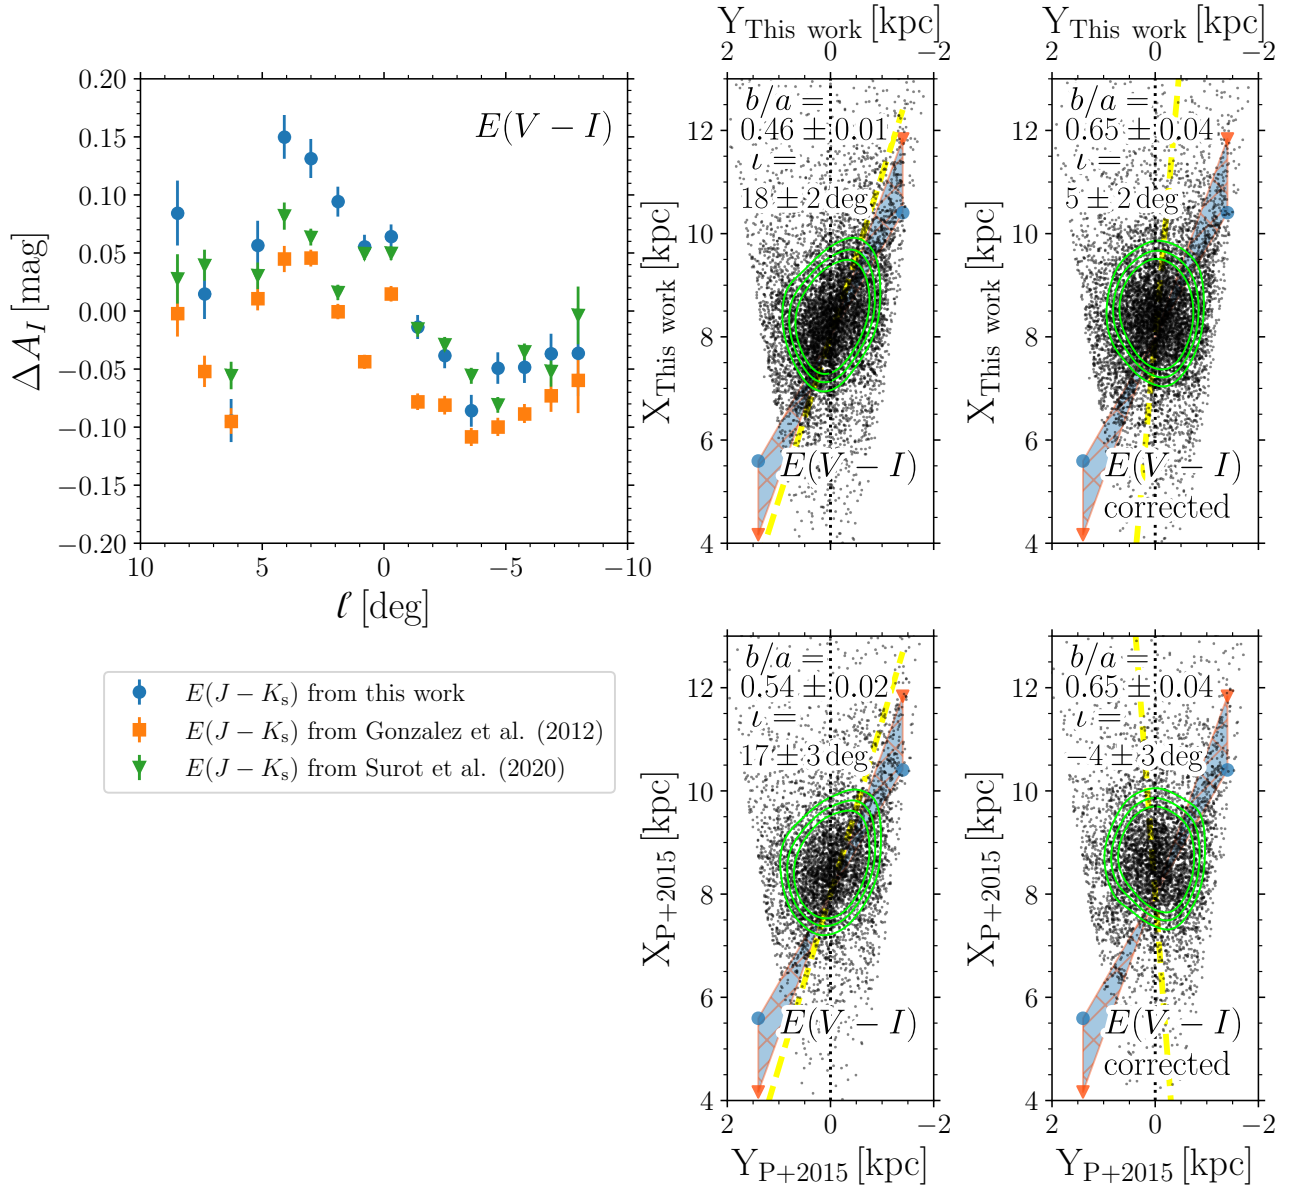 0.20
0.15
0.10
0.05
0.00
−0.05
−0.10
−0.15
−0.20
ΔA_I [mag]
E(V − I)
10
5
0
−5
−10
ℓ [deg]
E(J − K_s) from this work
E(J − K_s) from Gonzalez et al. (2012)
E(J − K_s) from Surot et al. (2020)
Y_This work [kpc]
2
0
−2
12
10
8
6
4
X_This work [kpc]
b/a =
0.46 ± 0.01
ι =
18 ± 2 deg
E(V − I)
Y_This work [kpc]
2
0
−2
12
10
8
6
4
X_This work [kpc]
b/a =
0.65 ± 0.04
ι =
5 ± 2 deg
E(V − I)
corrected
12
10
8
6
4
X_P+2015 [kpc]
b/a =
0.54 ± 0.02
ι =
17 ± 3 deg
E(V − I)
2
0
−2
Y_P+2015 [kpc]
12
10
8
6
4
X_P+2015 [kpc]
b/a =
0.65 ± 0.04
ι =
−4 ± 3 deg
E(V − I)
corrected
2
0
−2
Y_P+2015 [kpc]